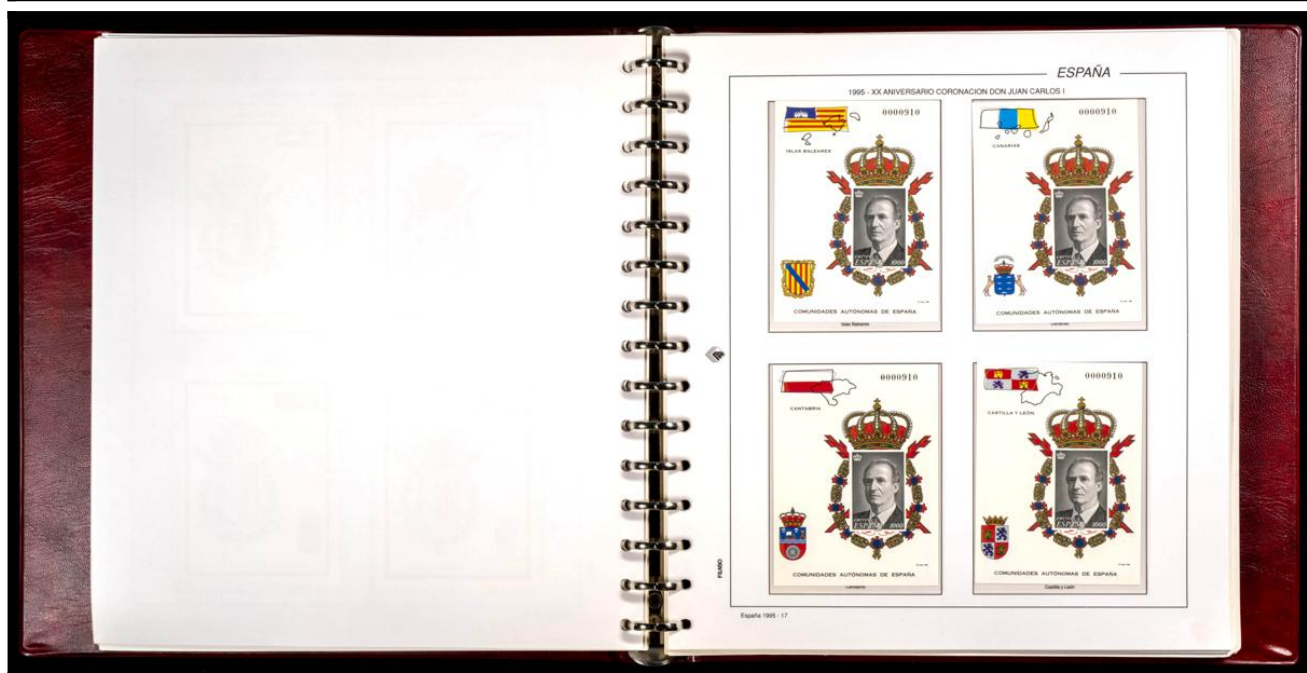 ESPAÑA
1995 - XX ANIVERSARIO CORONACION DON JUAN CARLOS I
0000910
ISLAS BALEARES
ESPAÑA 1000
COMUNIDADES AUTÓNOMAS DE ESPAÑA
Islas Baleares
0000910
CANARIAS
ESPAÑA 1000
COMUNIDADES AUTÓNOMAS DE ESPAÑA
Canarias
0000910
CANTABRIA
ESPAÑA 1000
COMUNIDADES AUTÓNOMAS DE ESPAÑA
Cantabria
0000910
CASTILLA Y LEÓN
ESPAÑA 1000
COMUNIDADES AUTÓNOMAS DE ESPAÑA
Castilla y León
FILABO
España 1995 - 17